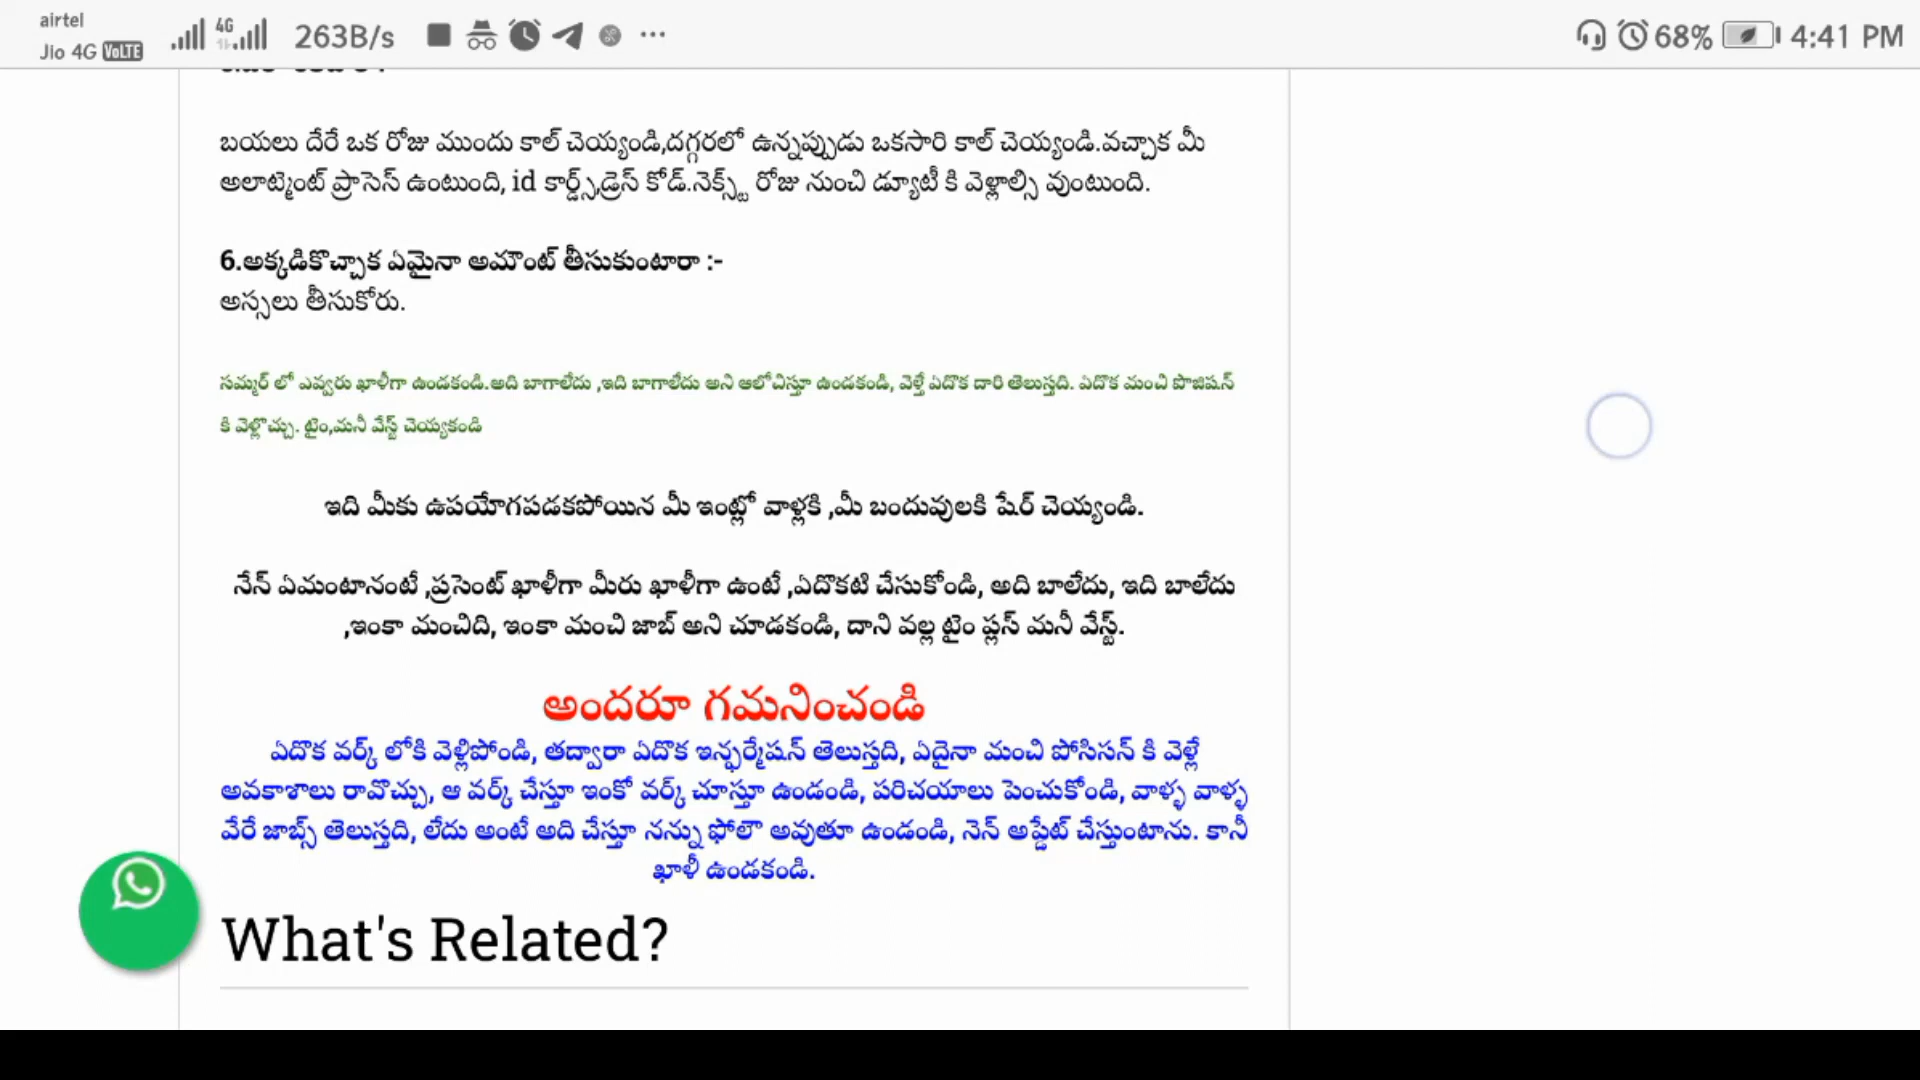 airtel
Jio 4G VoLTE
4G
263B/s
68%
4:41 PM
బయలు దేరే ఒక రోజు ముందు కాల్ చెయ్యండి,దగ్గరలో ఉన్నప్పుడు ఒకసారి కాల్ చెయ్యండి.వచ్చాక మీ
అలాట్మెంట్ ప్రాసెస్ ఉంటుంది, id కార్డ్స్,డ్రెస్ కోడ్.నెక్స్ట్ రోజు నుంచి డ్యూటీ కి వెళ్లాల్సి వుంటుంది.
6.అక్కడికొచ్చాక ఏమైనా అమౌంట్ తీసుకుంటారా :-
అస్సలు తీసుకోరు.
సమ్మర్ లో ఎవ్వరు ఖాళీగా ఉండకండి.అది బాగాలేదు ,ఇది బాగాలేదు అని ఆలోచిస్తూ ఉండకండి, వెళ్తే ఏదొక దారి తెలుస్తది. ఏదొక మంచి పొజిషన్
కి వెళ్లొచ్చు. టైం,మనీ వేస్ట్ చెయ్యకండి
ఇది మీకు ఉపయోగపడకపోయిన మీ ఇంట్లో వాళ్లకి ,మీ బందువులకి షేర్ చెయ్యండి.
నేన్ ఏమంటానంటే ,ప్రసెంట్ ఖాళీగా మీరు ఖాళీగా ఉంటే ,ఏదొకటి చేసుకోండి, అది బాలేదు, ఇది బాలేదు
,ఇంకా మంచిది, ఇంకా మంచి జాబ్ అని చూడకండి, దాని వల్ల టైం ప్లస్ మనీ వేస్ట్.
అందరూ గమనించండి
ఏదొక వర్క్ లోకి వెళ్లిపోండి, తద్వారా ఏదొక ఇన్ఫర్మేషన్ తెలుస్తది, ఏదైనా మంచి పోసిసన్ కి వెళ్లే
అవకాశాలు రావొచ్చు, ఆ వర్క్ చేస్తూ ఇంకో వర్క్ చూస్తూ ఉండండి, పరిచయాలు పెంచుకోండి, వాళ్ళ వాళ్ళ
వేరే జాబ్స్ తెలుస్తది, లేదు అంటే అది చేస్తూ నన్ను ఫోలౌ అవుతూ ఉండండి, నెన్ అప్డేట్ చేస్తుంటాను. కానీ
ఖాళీ ఉండకండి.
What's Related?